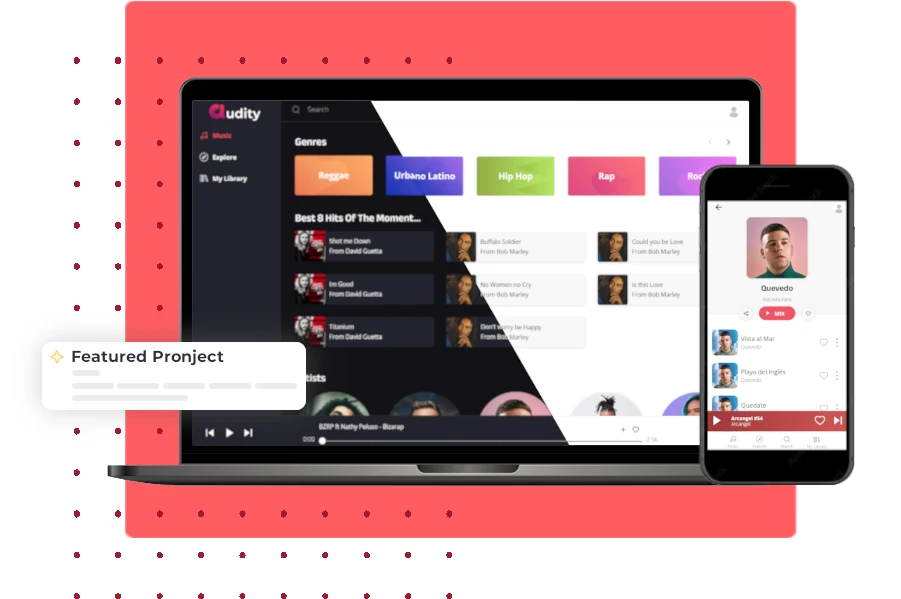 audity
Search
Music
Explore
My Library
Genres
Reggae
Urbano Latino
Hip Hop
Rap
Best 8 Hits Of The Moment...
Shot me Down
From David Guetta
Buffalo Soldier
From Bob Marley
Could you be Love
From Bob Marley
Im Good
From David Guetta
No Women no Cry
From Bob Marley
Is this Love
From Bob Marley
Titanium
From David Guetta
Don't worry be Happy
From Bob Marley
BZRP ft Nathy Peluso - Bizarap
0:00
2:56
Featured Pronject
Quevedo
MIX
Vista al Mar
Quevedo
Playa del Inglés
Quevedo
Quedate
Arcangel #54
Arcangel